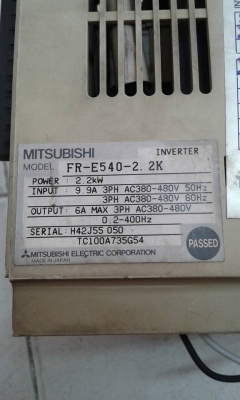 MITSUBISHI INVERTER
MODEL FR-E540-2.2K
POWER : 2.2kW
INPUT : 9.9A 3PH AC380-480V 50Hz
3PH AC380-480V 60Hz
OUTPUT: 6A MAX 3PH AC380-480V
0.2-400Hz
SERIAL: H42J55 050
TC100A735G54
PASSED
MITSUBISHI ELECTRIC CORPORATION
MADE IN JAPAN